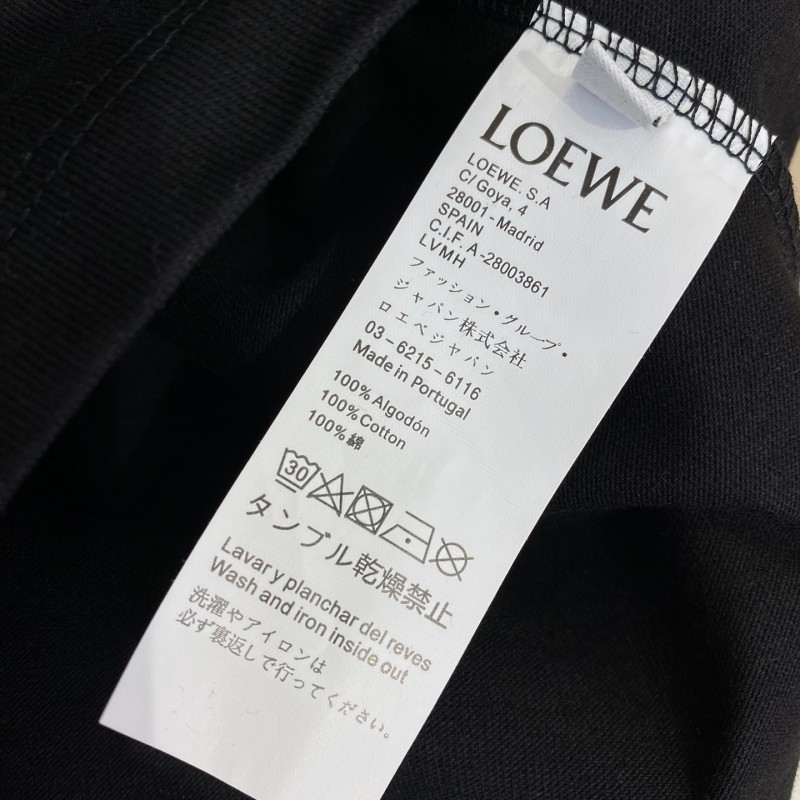 LOEWE
LOEWE. S.A
C/ Goya, 4
28001 - Madrid
SPAIN
C.I.F. A -28003861
LVMH
ファッション・グループ・
ジャパン株式会社
ロエベジャパン
03 – 6215 – 6116
Made in Portugal
100% Algodón
100% Cotton
100% 綿
30
タンブル乾燥禁止
Lavar y planchar del reves
Wash and iron inside out
洗濯やアイロンは
必ず裏返しで行ってください。